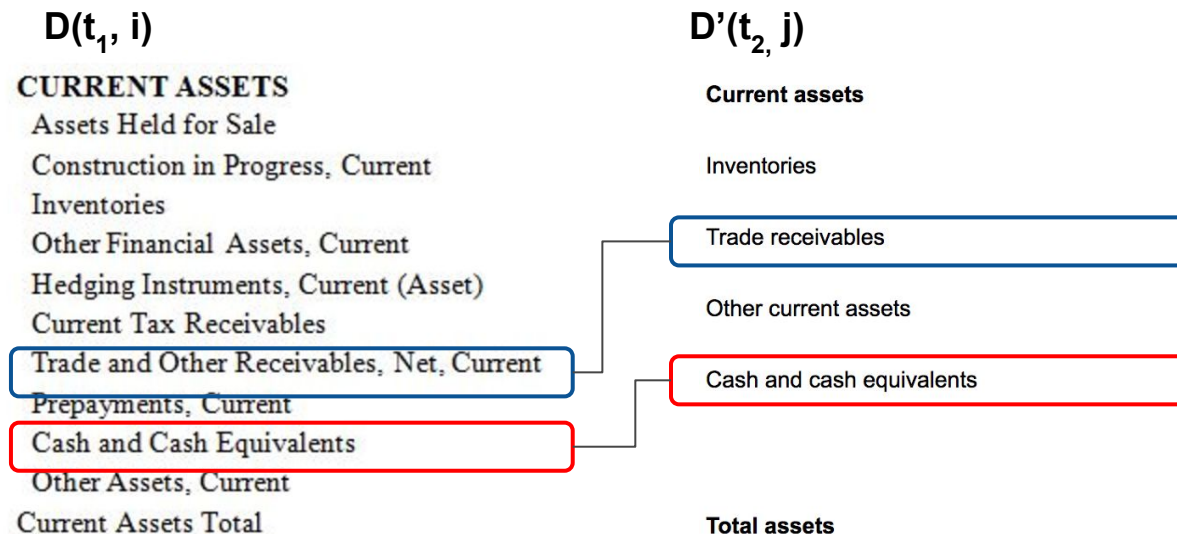 D(t1, i)
CURRENT ASSETS
Assets Held for Sale
Construction in Progress, Current
Inventories
Other Financial Assets, Current
Hedging Instruments, Current (Asset)
Current Tax Receivables
Trade and Other Receivables, Net, Current
Prepayments, Current
Cash and Cash Equivalents
Other Assets, Current
Current Assets Total
D’(t2, j)
Current assets
Inventories
Trade receivables
Other current assets
Cash and cash equivalents
Total assets